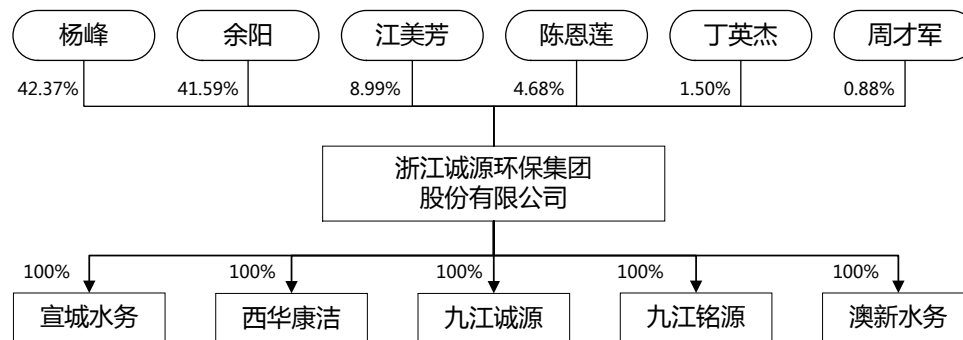 杨峰
余阳
江美芳
陈恩莲
丁英杰
周才军
42.37%
41.59%
8.99%
4.68%
1.50%
0.88%
浙江诚源环保集团
股份有限公司
100%
100%
100%
100%
100%
宣城水务
西华康洁
九江诚源
九江铭源
澳新水务